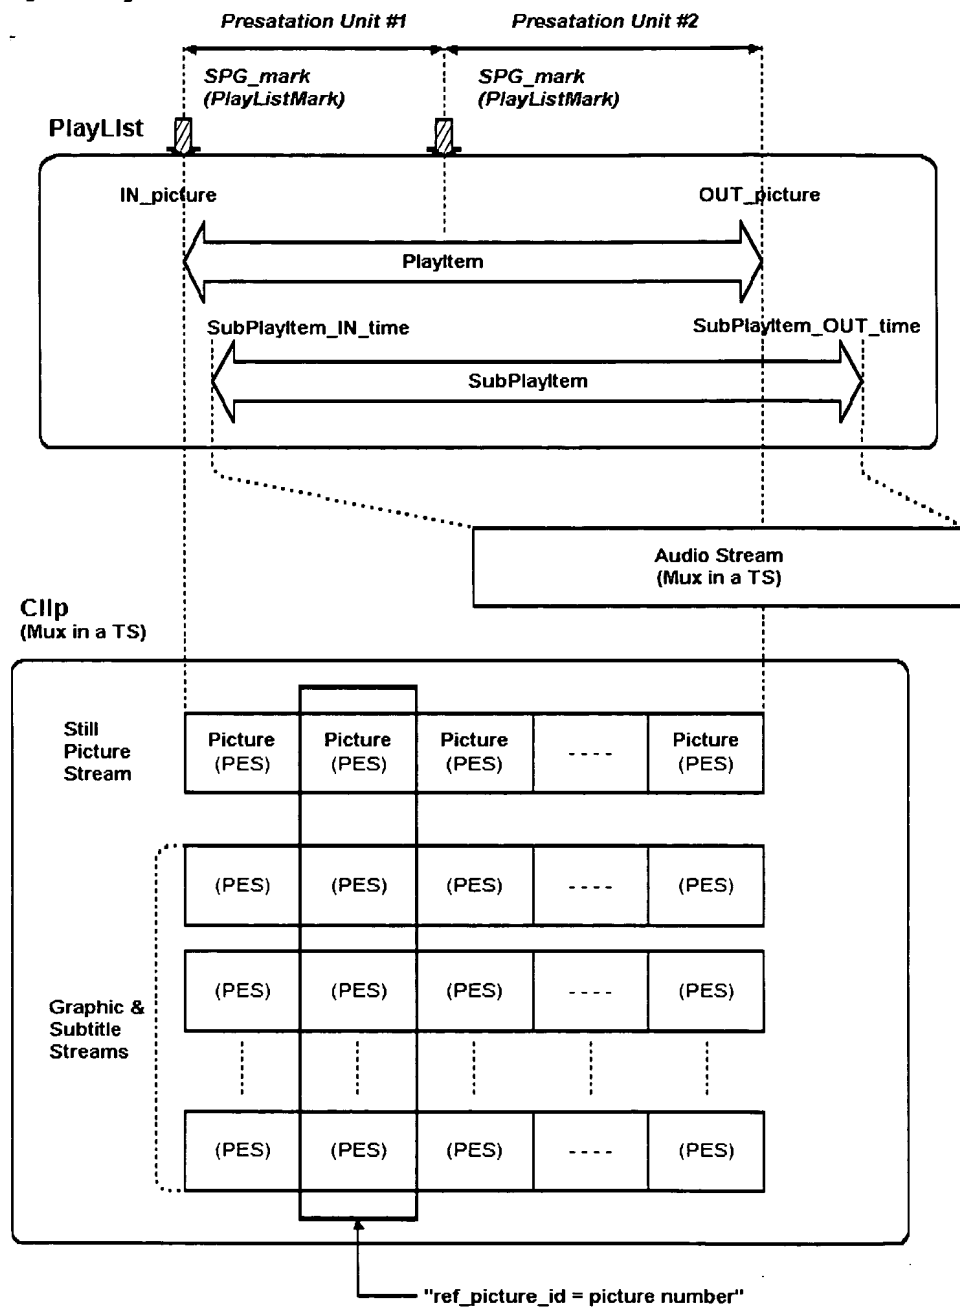 Presatation Unit #1
Presatation Unit #2
SPG_mark
(PlayListMark)
SPG_mark
(PlayListMark)
PlayLIst
IN_picture
OUT_picture
PlayItem
SubPlayItem_IN_time
SubPlayItem_OUT_time
SubPlayItem
Audio Stream
(Mux in a TS)
Clip
(Mux in a TS)
Still
Picture
Stream
Picture
(PES)
Picture
(PES)
Picture
(PES)
- - - -
Picture
(PES)
(PES)
(PES)
(PES)
- - - -
(PES)
(PES)
(PES)
(PES)
- - - -
(PES)
Graphic &
Subtitle
Streams
(PES)
(PES)
(PES)
- - - -
(PES)
"ref_picture_id = picture number"